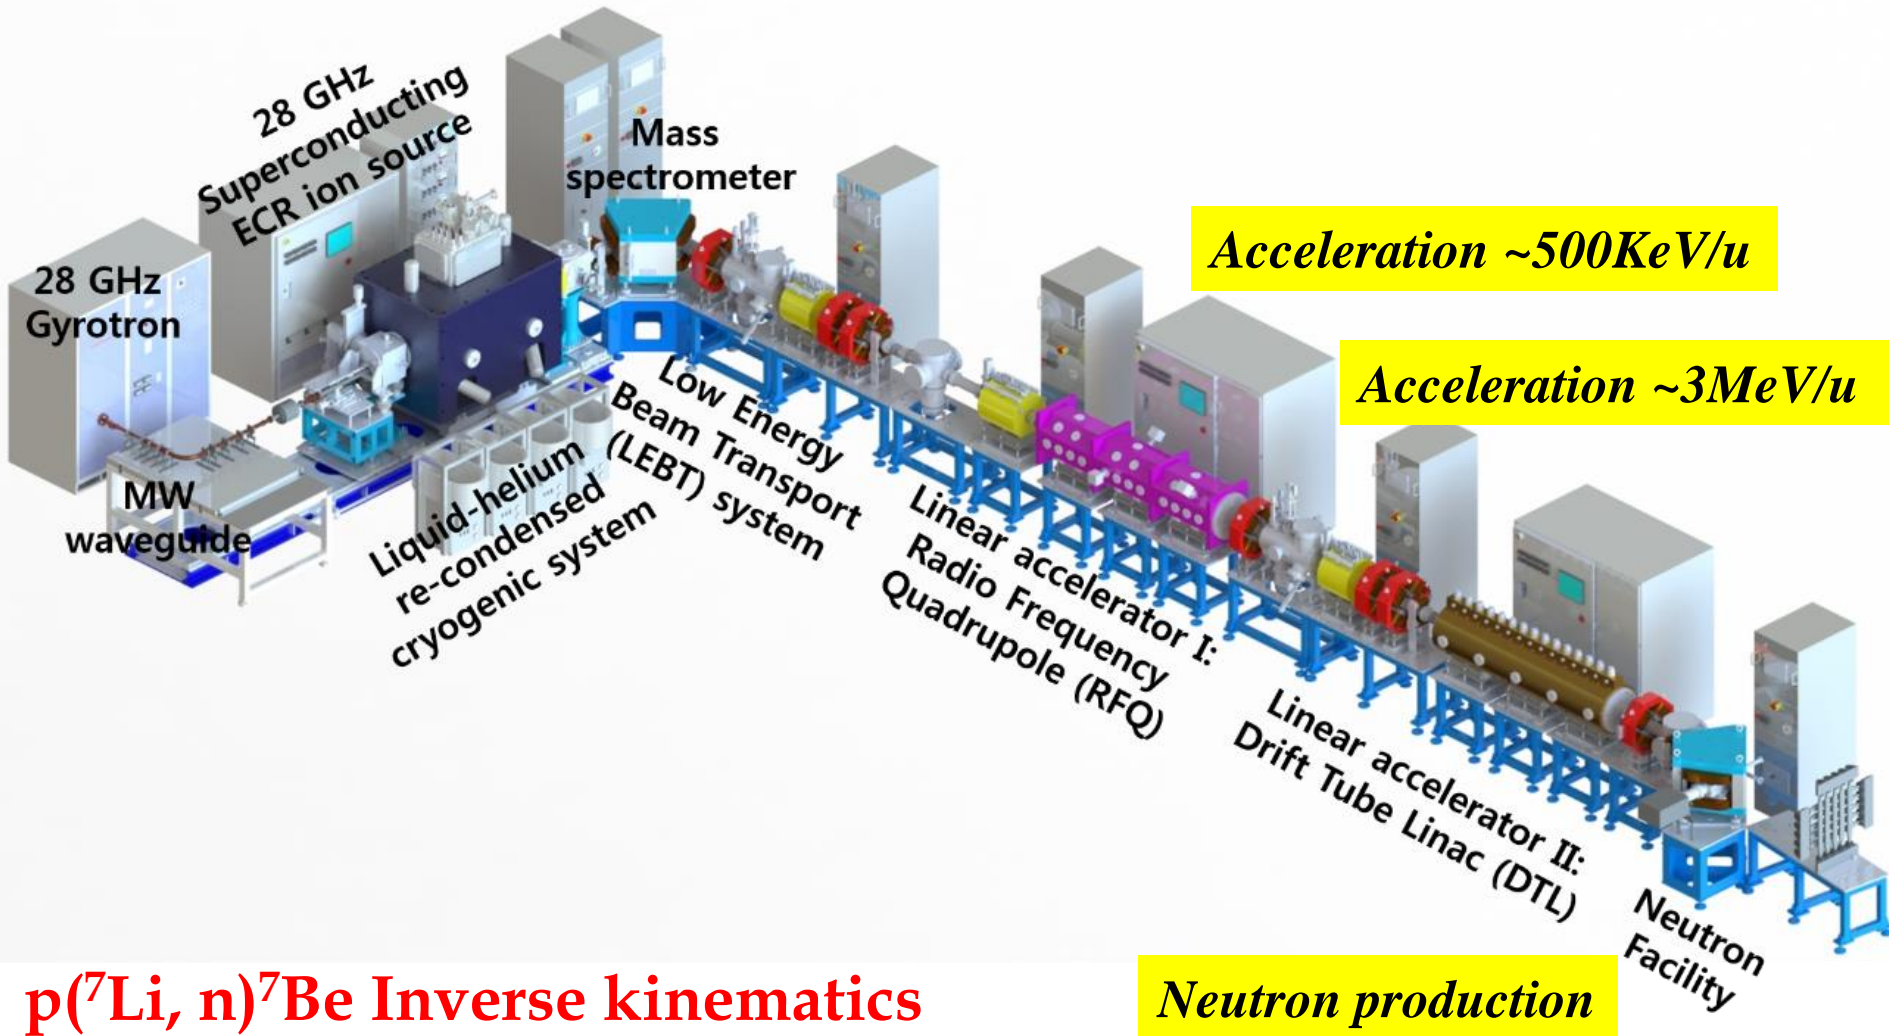 28 GHz
Superconducting
ECR ion source
Mass
spectrometer
28 GHz
Gyrotron
MW
waveguide
Liquid-helium
re-condensed
cryogenic system
Low Energy
Beam Transport
(LEBT) system
Linear accelerator I:
Radio Frequency
Quadrupole (RFQ)
Linear accelerator II:
Drift Tube Linac (DTL)
Neutron
Facility
Acceleration ~500KeV/u
Acceleration ~3MeV/u
p(⁷Li, n)⁷Be Inverse kinematics
Neutron production